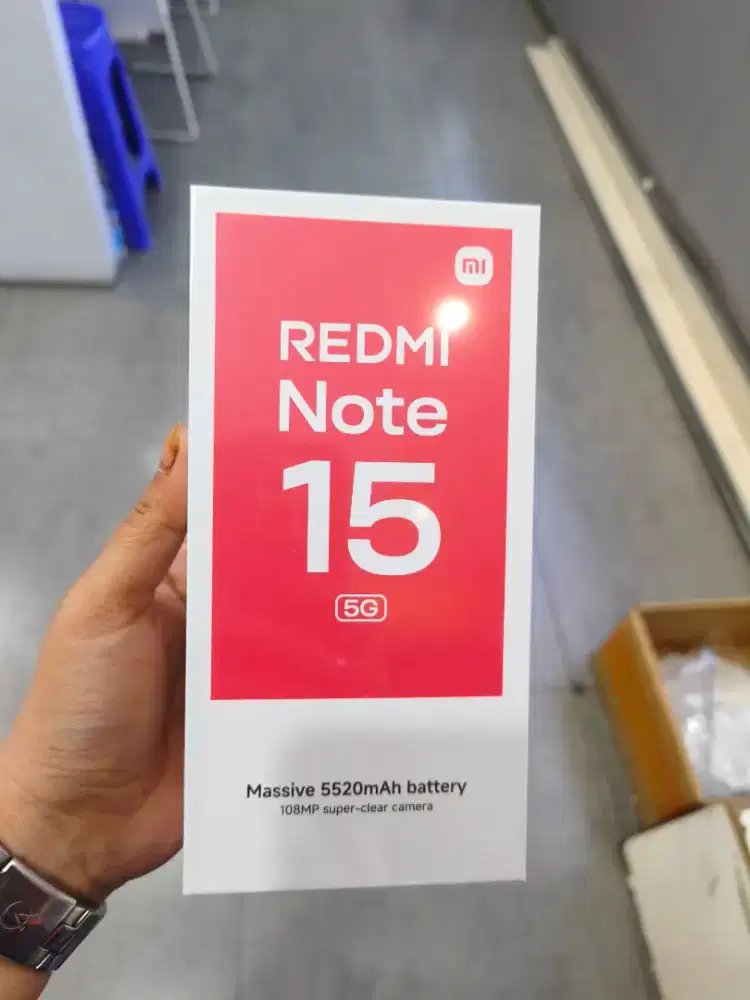 mi
REDMI
Note
15
5G
Massive 5520mAh battery
108MP super-clear camera